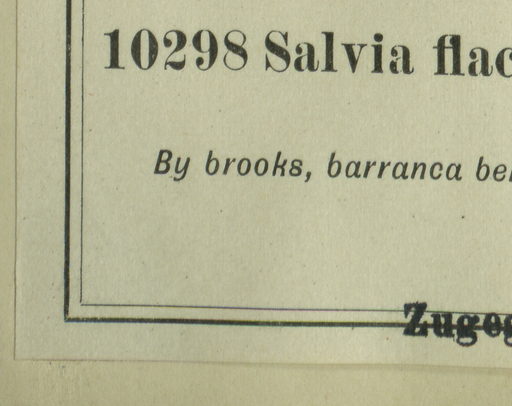 10298 Salvia flac
By brooks, barranca be
Zugeg